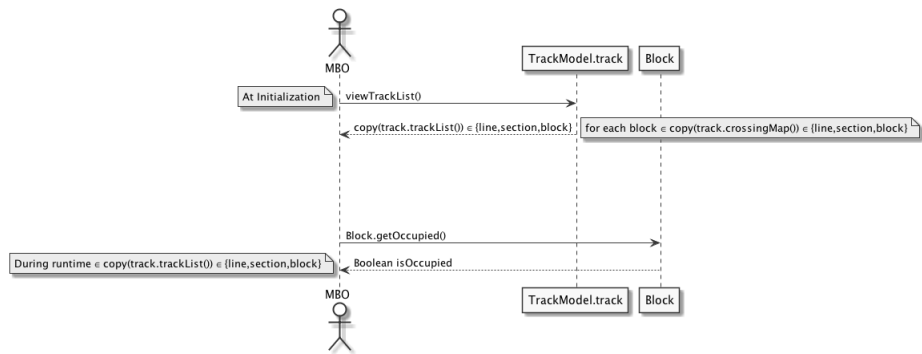 MBO
TrackModel.track
Block
At Initialization
viewTrackList()
copy(track.trackList()) ∈ {line,section,block}
for each block ∈ copy(track.crossingMap()) ∈ {line,section,block}
Block.getOccupied()
During runtime ∈ copy(track.trackList()) ∈ {line,section,block}
Boolean isOccupied
MBO
TrackModel.track
Block